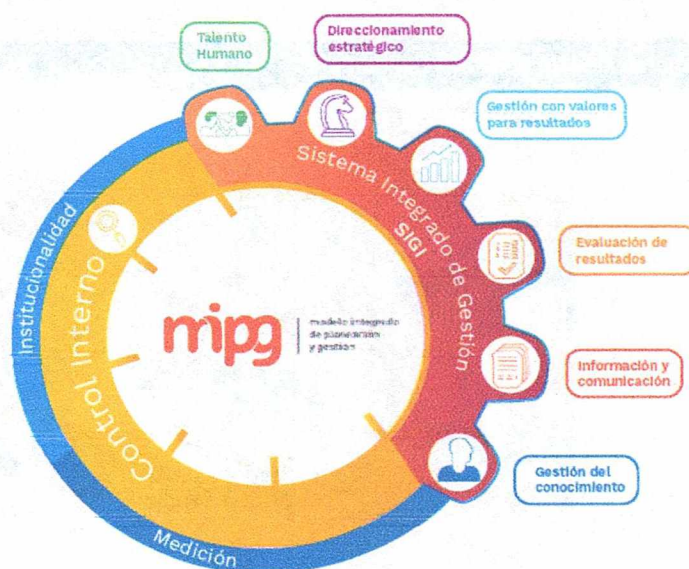 Talento
Humano
Direccionamiento
estratégico
Gestión con valores
para resultados
Sistema Integrado de Gestión
SIGI
Evaluación de
resultados
Institucionalidad
Control Interno
mipg
modelo integrado
de planeación
y gestión
Información y
comunicación
Gestión del
conocimiento
Medición